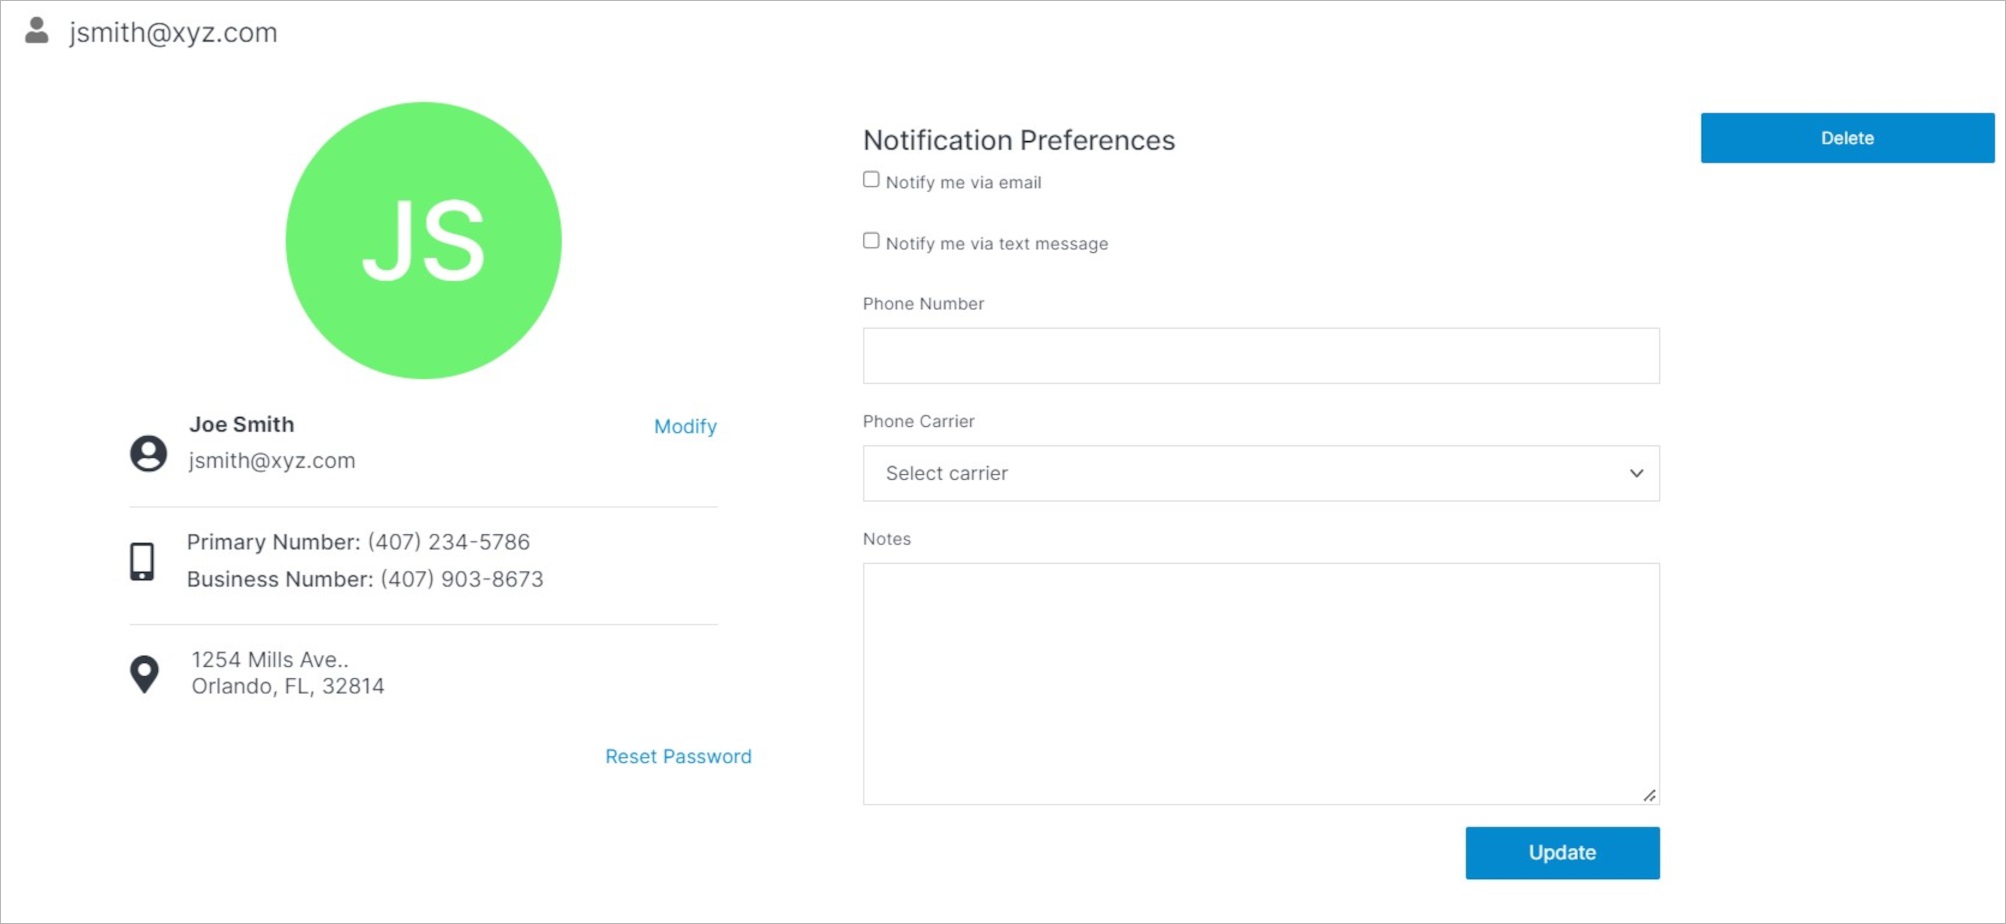 jsmith@xyz.com
JS
Joe Smith
Modify
jsmith@xyz.com
Primary Number: (407) 234-5786
Business Number: (407) 903-8673
1254 Mills Ave..
Orlando, FL, 32814
Reset Password
Notification Preferences
Notify me via email
Notify me via text message
Phone Number
Phone Carrier
Select carrier
Notes
Update
Delete